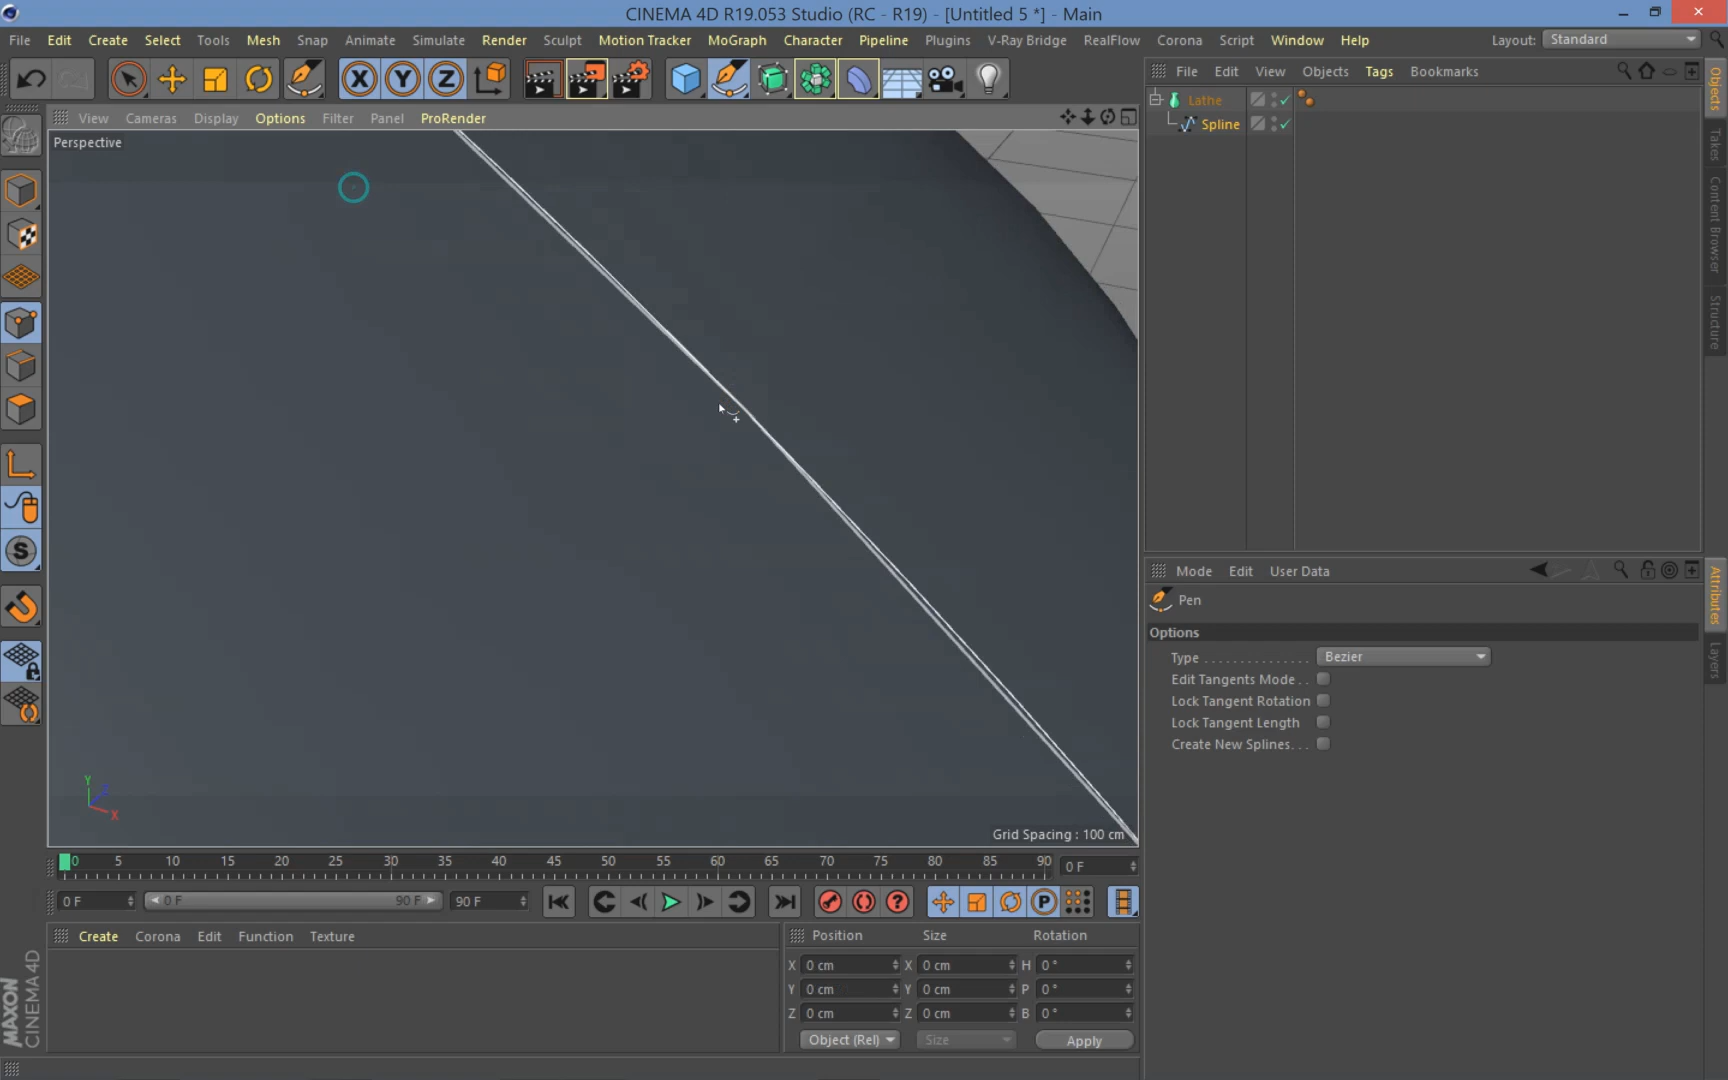 CINEMA 4D R19.053 Studio (RC - R19) - [Untitled 5 *] - Main
File Edit Create Select Tools Mesh Snap Animate Simulate Render Sculpt Motion Tracker MoGraph Character Pipeline Plugins V-Ray Bridge RealFlow Corona Script Window Help Layout: Standard
X Y Z
File Edit View Objects Tags Bookmarks
View Cameras Display Options Filter Panel ProRender
Perspective
Lathe
Spline
Objects
Takes
Content Browser
Structure
S
Mode Edit User Data
Pen
Options
Type Bezier
Edit Tangents Mode
Lock Tangent Rotation
Lock Tangent Length
Create New Splines
Attributes
Layers
Y
Z
X
Grid Spacing : 100 cm
0 5 10 15 20 25 30 35 40 45 50 55 60 65 70 75 80 85 90 0 F
0 F 0 F 90 F 90 F P
Create Corona Edit Function Texture
Position Size Rotation
X 0 cm X 0 cm H 0 °
Y 0 cm Y 0 cm P 0 °
Z 0 cm Z 0 cm B 0 °
Object (Rel) Size Apply
MAXON
CINEMA 4D